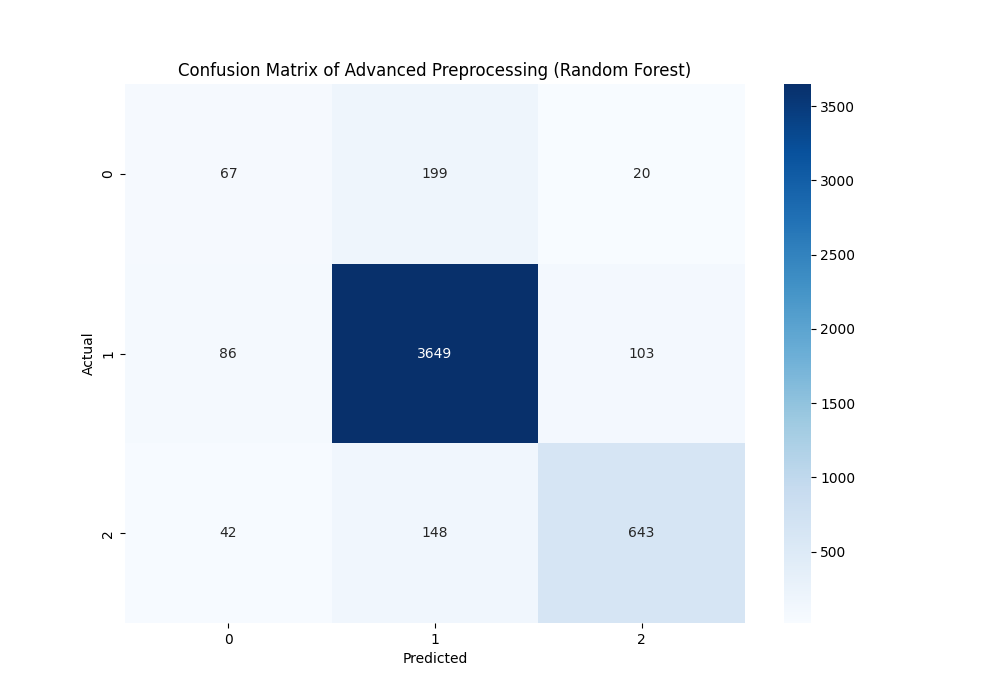 Confusion Matrix of Advanced Preprocessing (Random Forest)
0
67 199 20
1
86 3649 103
2
42 148 643
0 1 2
Actual
Predicted
3500
3000
2500
2000
1500
1000
500